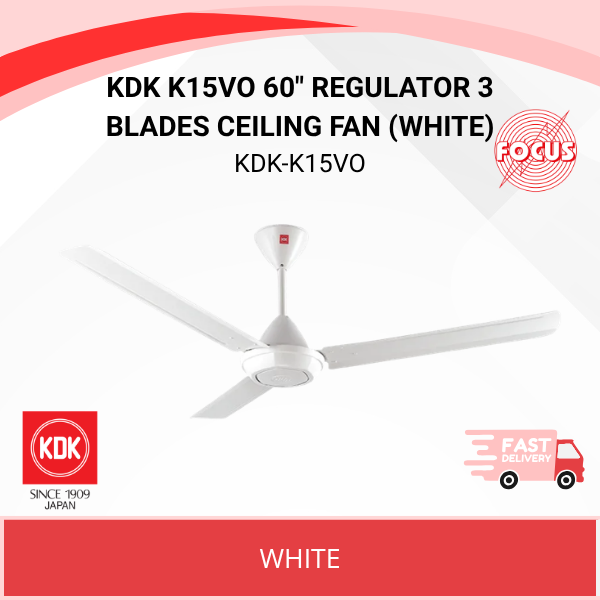 KDK K15VO 60" REGULATOR 3
BLADES CEILING FAN (WHITE)
KDK-K15VO
FOCUS
KDK
KDK
SINCE 1909
JAPAN
FAST
DELIVERY
WHITE